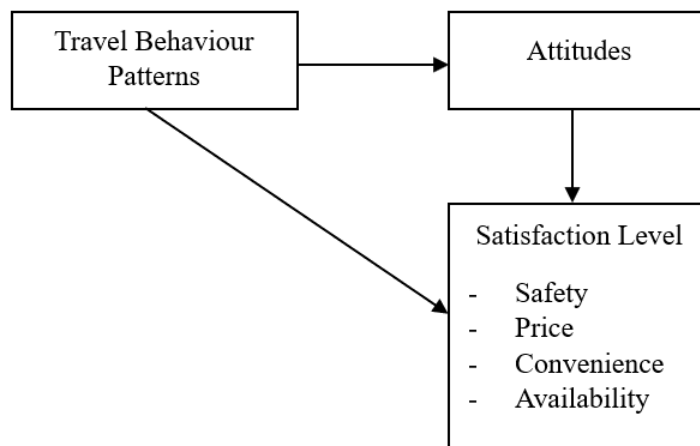 Travel Behaviour
Patterns
Attitudes
Satisfaction Level
- Safety
- Price
- Convenience
- Availability